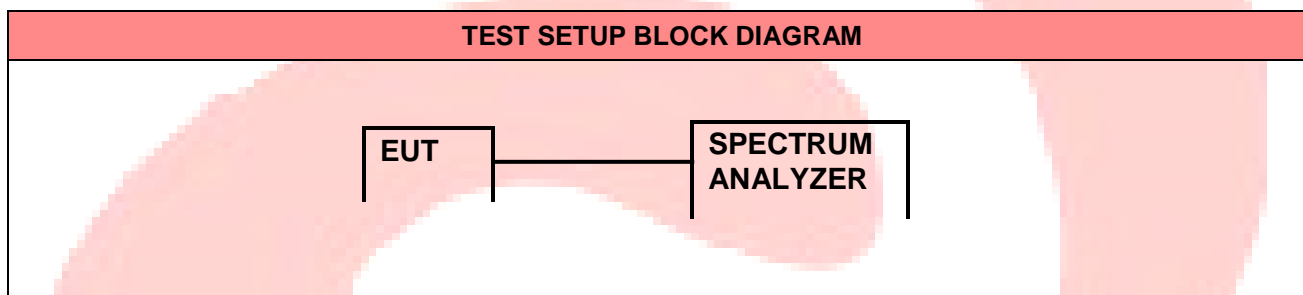 TEST SETUP BLOCK DIAGRAM
EUT
SPECTRUM
ANALYZER